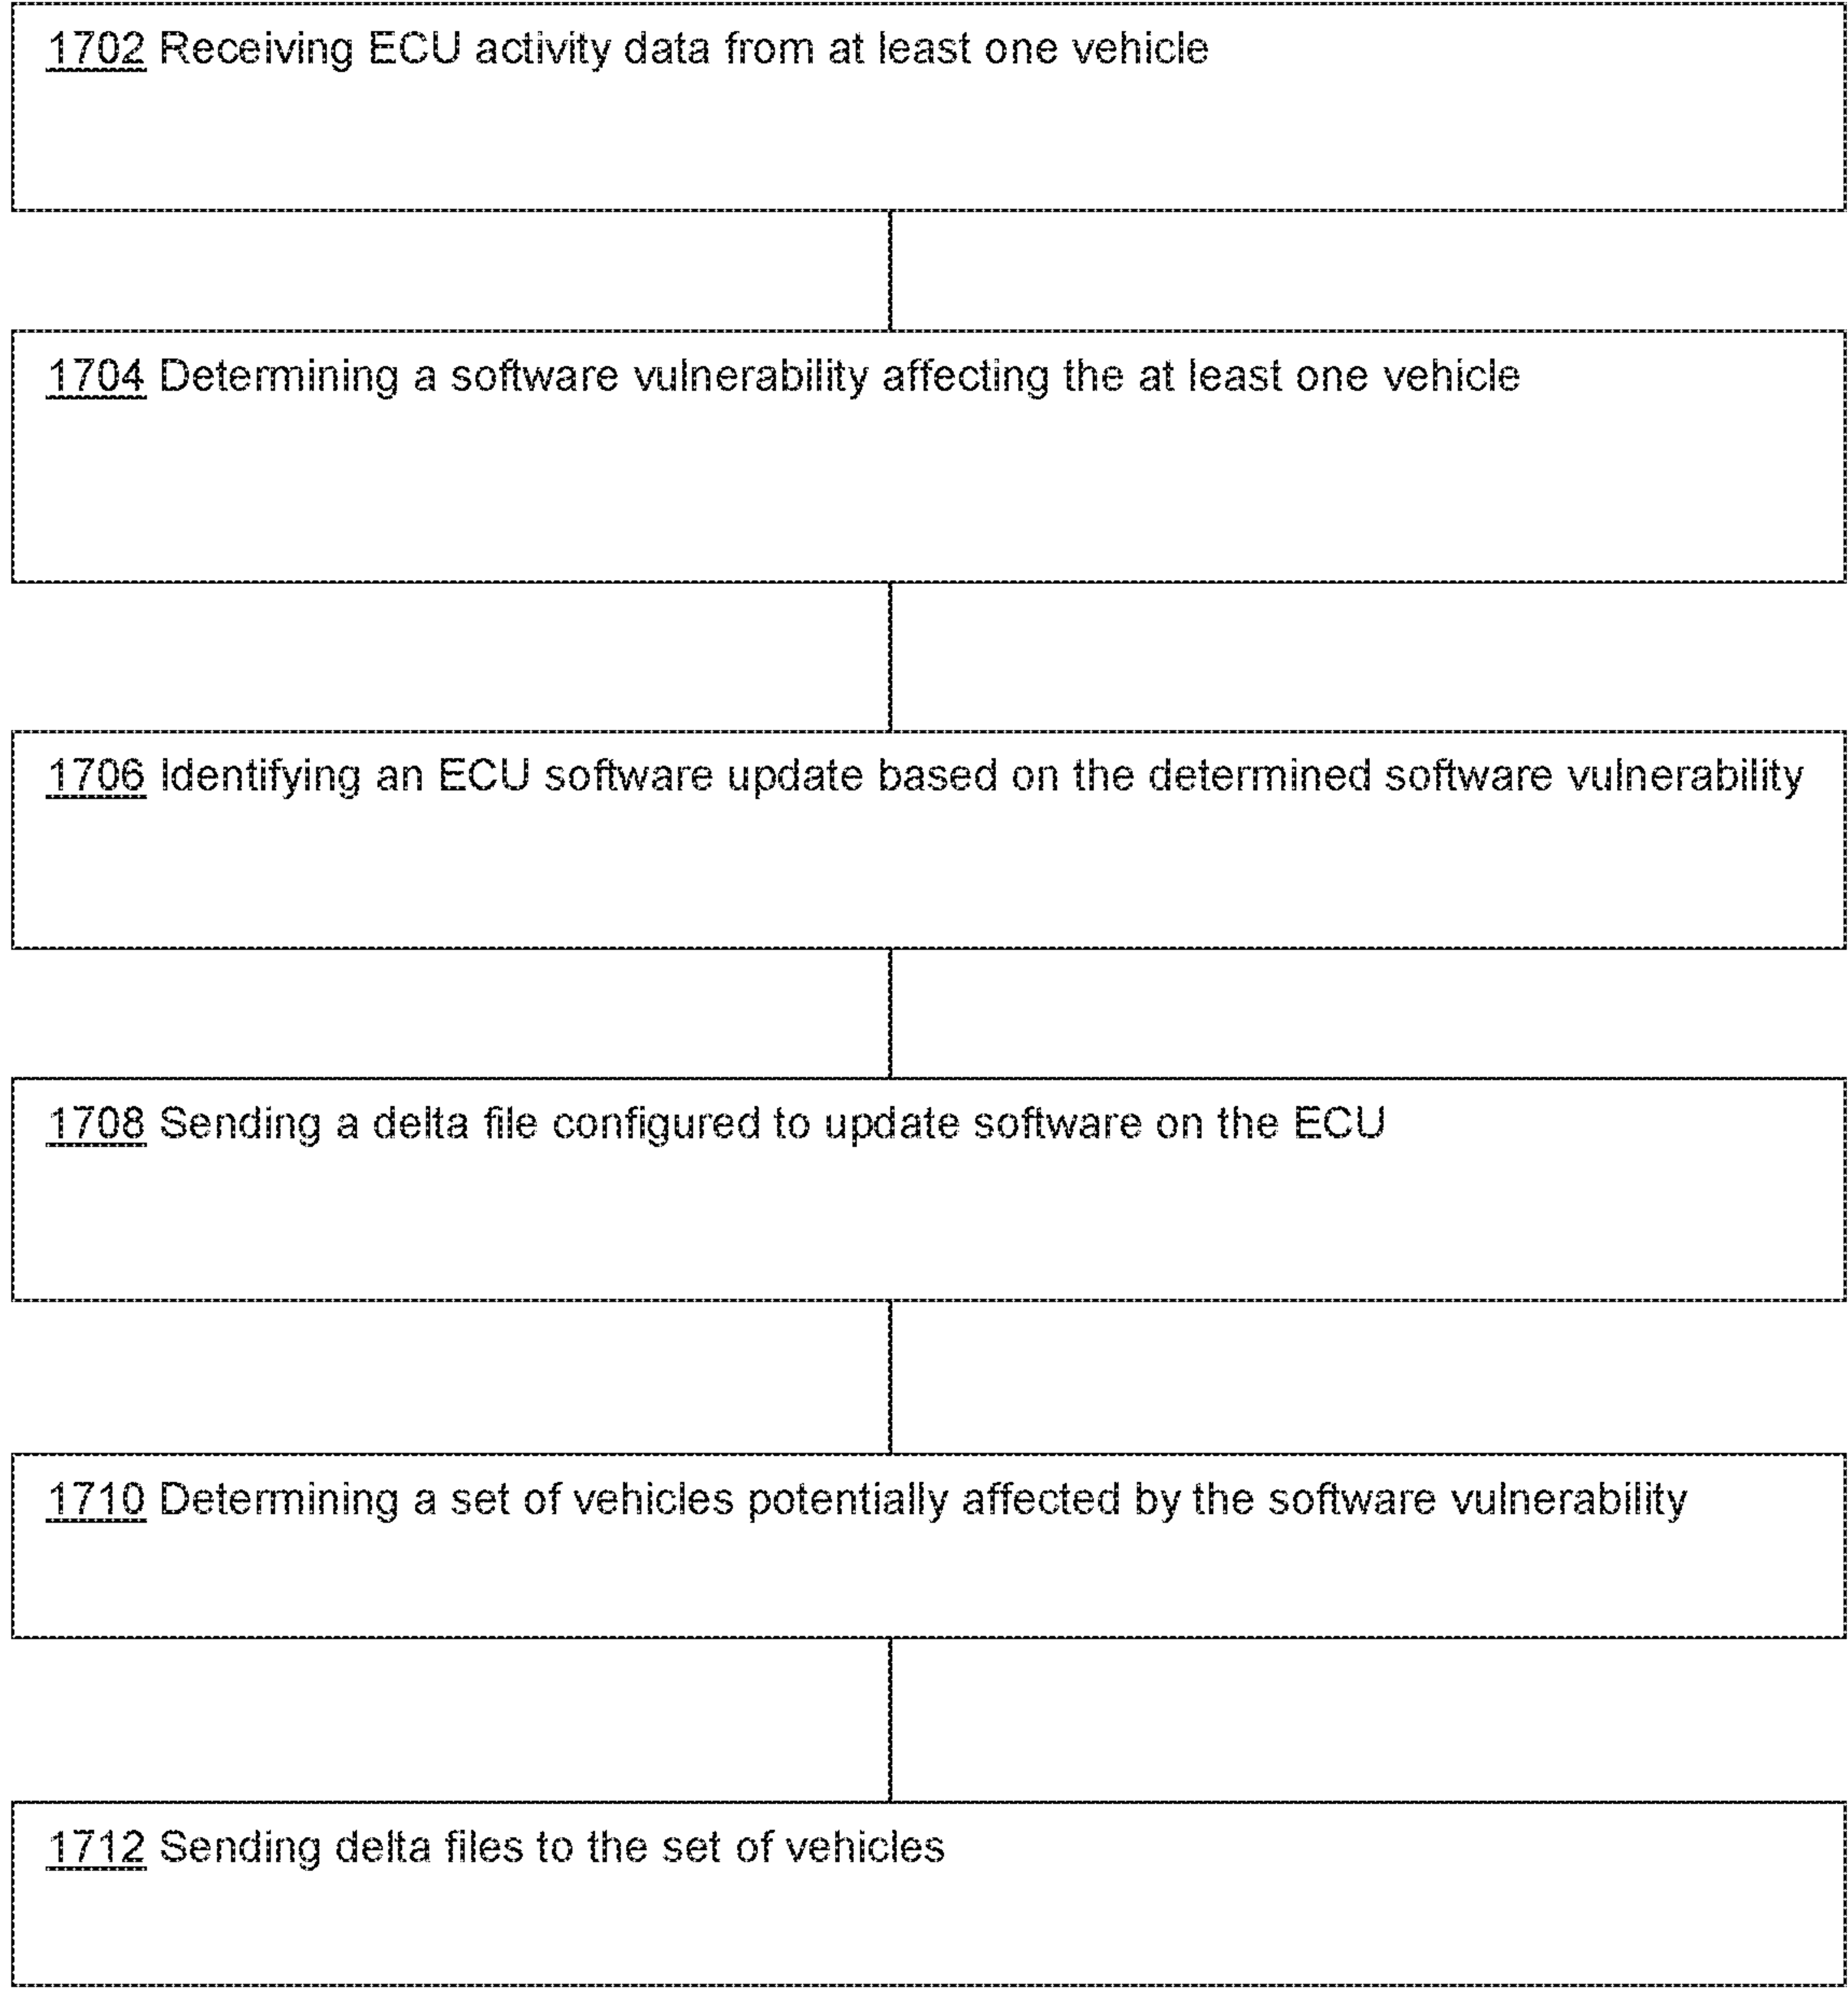 1702 Receiving ECU activity data from at least one vehicle
1704 Determining a software vulnerability affecting the at least one vehicle
1706 Identifying an ECU software update based on the determined software vulnerability
1708 Sending a delta file configured to update software on the ECU
1710 Determining a set of vehicles potentially affected by the software vulnerability
1712 Sending delta files to the set of vehicles